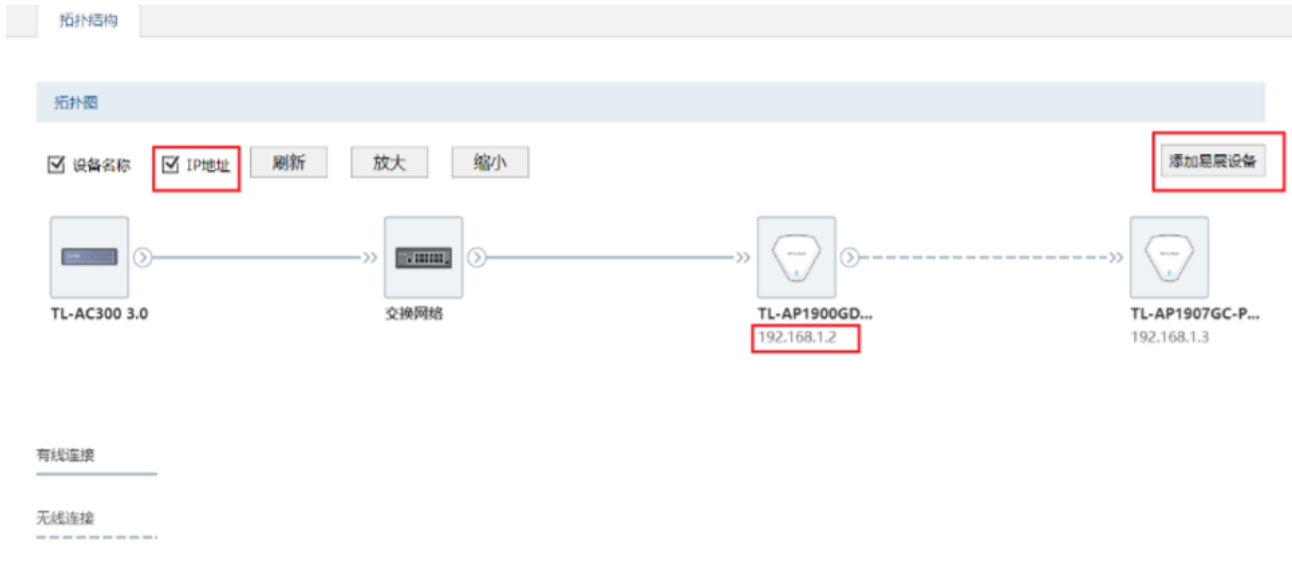 拓扑结构
拓扑图
设备名称 IP地址 刷新 放大 缩小 添加易展设备
TL-AC300 3.0 交换网络 TL-AP1900GD... TL-AP1907GC-P...
192.168.1.2 192.168.1.3
有线连接
无线连接